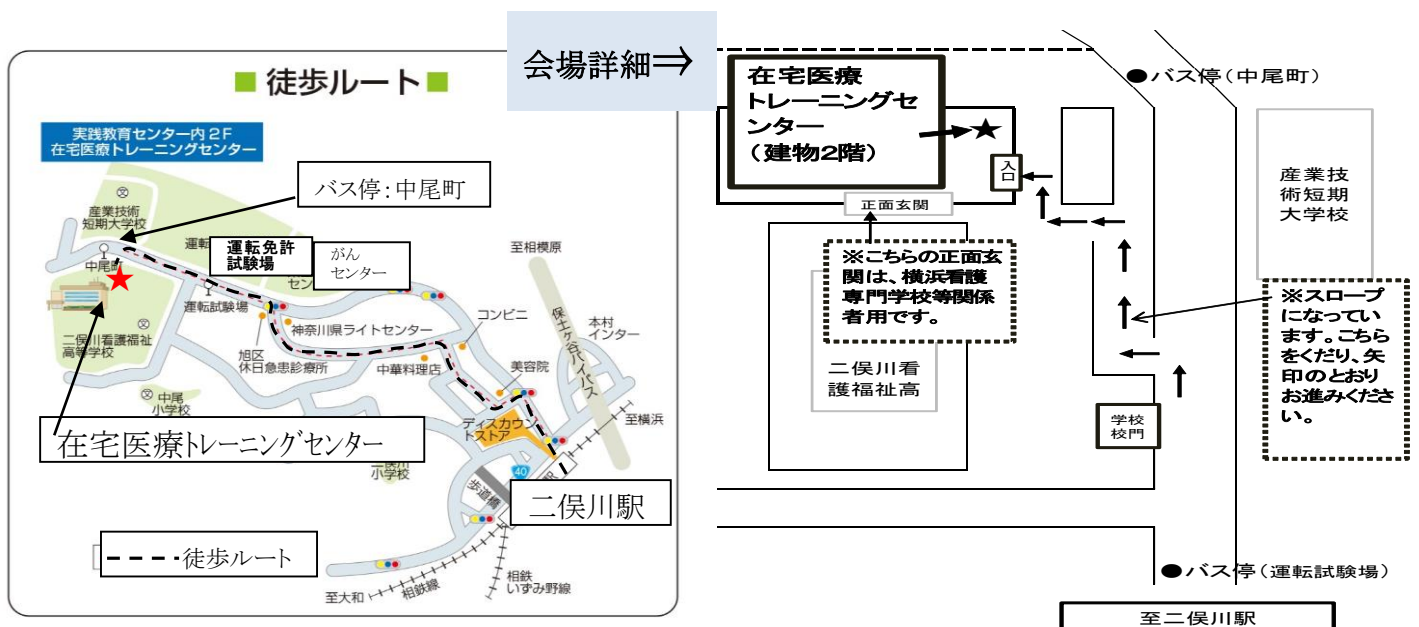 会場詳細⇒
■ 徒歩ルート ■
実践教育センター内2F
在宅医療トレーニングセンター
バス停:中尾町
産業技術
短期大学校
中尾町
運転
運転免許
試験場
がん
センター
セン
至相模原
運転試験場
神奈川県ライトセンター
コンビニ
保土ヶ谷バイパス
本村
インター
二俣川看護福祉
高等学校
旭区
休日急患診療所
中華料理店
美容院
中尾
小学校
ディスカウン
トストア
至横浜
在宅医療トレーニングセンター
小学校
40
駅
歩道橋
二俣川駅
徒歩ルート
至大和
相鉄線
相鉄
いずみ野線
在宅医療
トレーニングセ
ンター
(建物2階)
●バス停(中尾町)
入口
正面玄関
産業技
術短期
大学校
※こちらの正面玄
関は、横浜看護
専門学校等関係
者用です。
二俣川看
護福祉高
※スロープ
になってい
ます。こちら
をくだり、矢
印のとおり
お進みくださ
い。
学校
校門
●バス停(運転試験場)
至二俣川駅